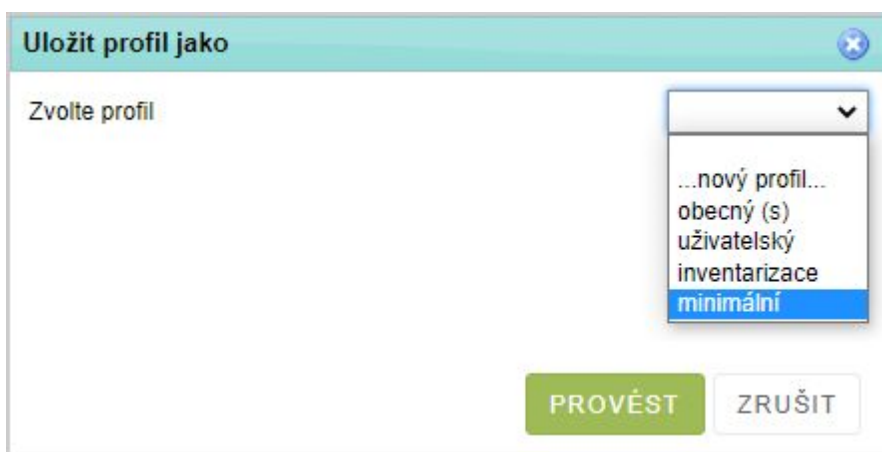 Uložit profil jako
Zvolte profil
...nový profil...
obecný (s)
uživatelský
inventarizace
minimální
PROVÉST
ZRUŠIT